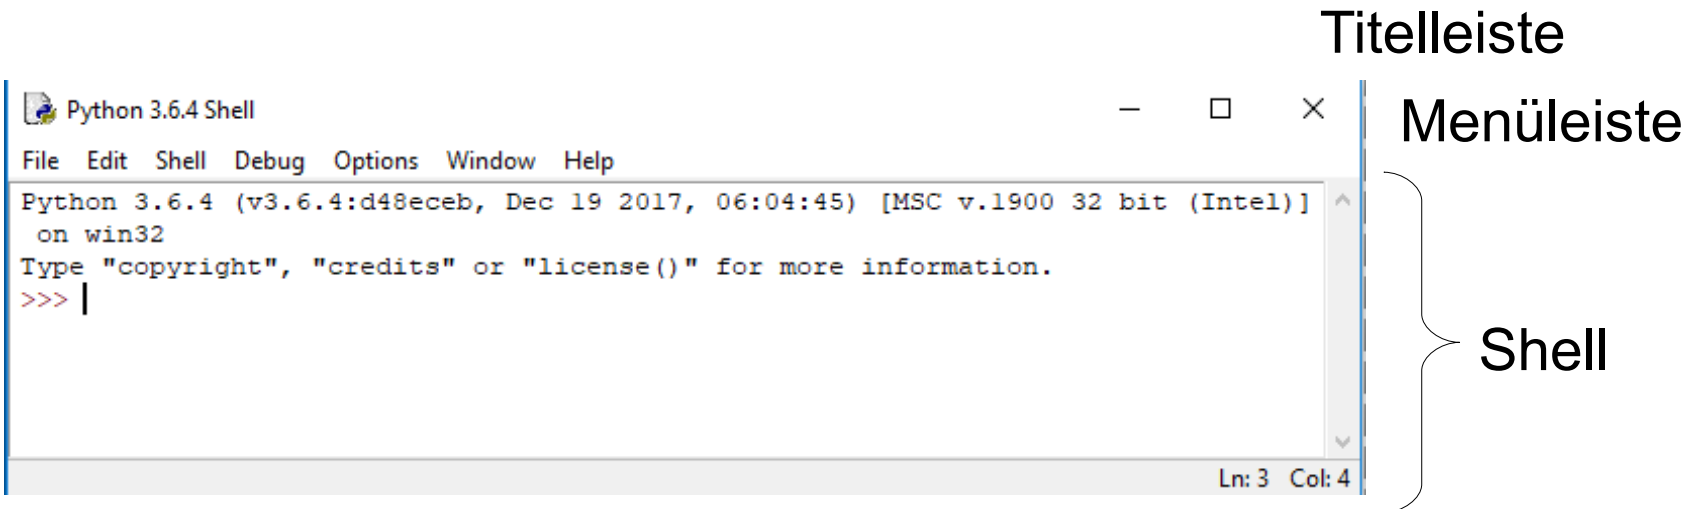 Titelleiste
Python 3.6.4 Shell
Menüleiste
File Edit Shell Debug Options Window Help
Python 3.6.4 (v3.6.4:d48eceb, Dec 19 2017, 06:04:45) [MSC v.1900 32 bit (Intel)]
on win32
Type "copyright", "credits" or "license()" for more information.
>>>
Shell
Ln: 3 Col: 4